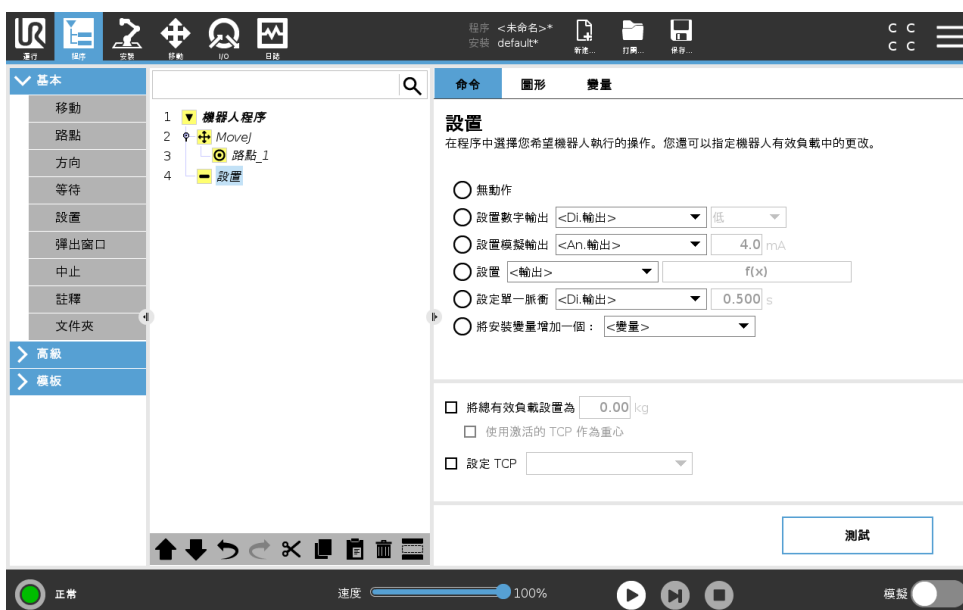 UR
運行
程序
安裝
移動
I/O
日誌
程序 <未命名>*
安裝 default*
新建...
打開...
保存...
C C
C C
基本
移動
路點
方向
等待
設置
彈出窗口
中止
註釋
文件夾
高級
模板
1 機器人程序
2 MoveJ
3 路點_1
4 設置
命令 圖形 變量
設置
在程序中選擇您希望機器人執行的操作。您還可以指定機器人有效負載中的更改。
無動作
設置數字輸出 <Di.輸出> 低
設置模擬輸出 <An.輸出> 4.0 mA
設置 <輸出> f(x)
設定單一脈衝 <Di.輸出> 0.500 s
將安裝變量增加一個： <變量>
將總有效負載設置為 0.00 kg
使用激活的 TCP 作為重心
設定 TCP
測試
正常
速度 100%
模擬